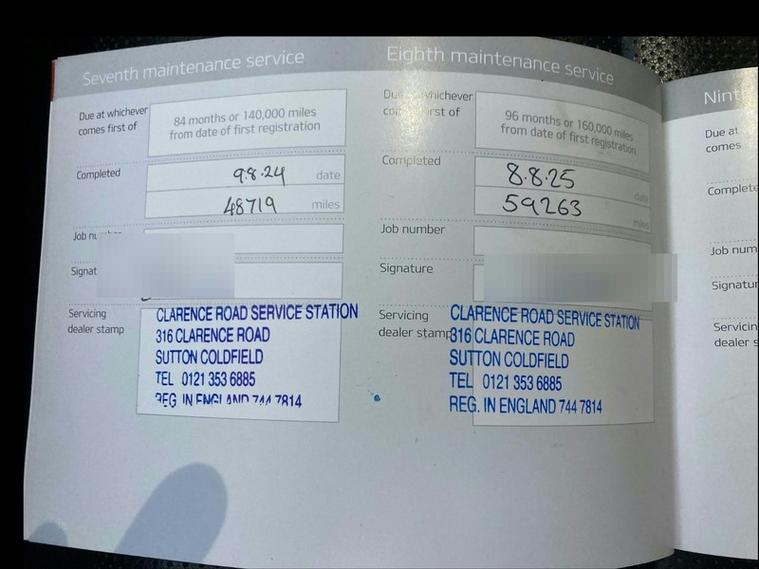 Seventh maintenance service
Due at whichever
comes first of
84 months or 140,000 miles
from date of first registration
Completed
9.8.24 date
48719 miles
Job number
Signat
Servicing
dealer stamp
CLARENCE ROAD SERVICE STATION
316 CLARENCE ROAD
SUTTON COLDFIELD
TEL 0121 353 6885
REG. IN ENGLAND 744 7814
Eighth maintenance service
Due at whichever
comes first of
96 months or 160,000 miles
from date of first registration
Completed
8.8.25 date
59263 miles
Job number
Signature
Servicing
dealer stamp
CLARENCE ROAD SERVICE STATION
316 CLARENCE ROAD
SUTTON COLDFIELD
TEL 0121 353 6885
REG. IN ENGLAND 744 7814
Nint
Due at
comes
Complete
Job num
Signatur
Servicin
dealer s